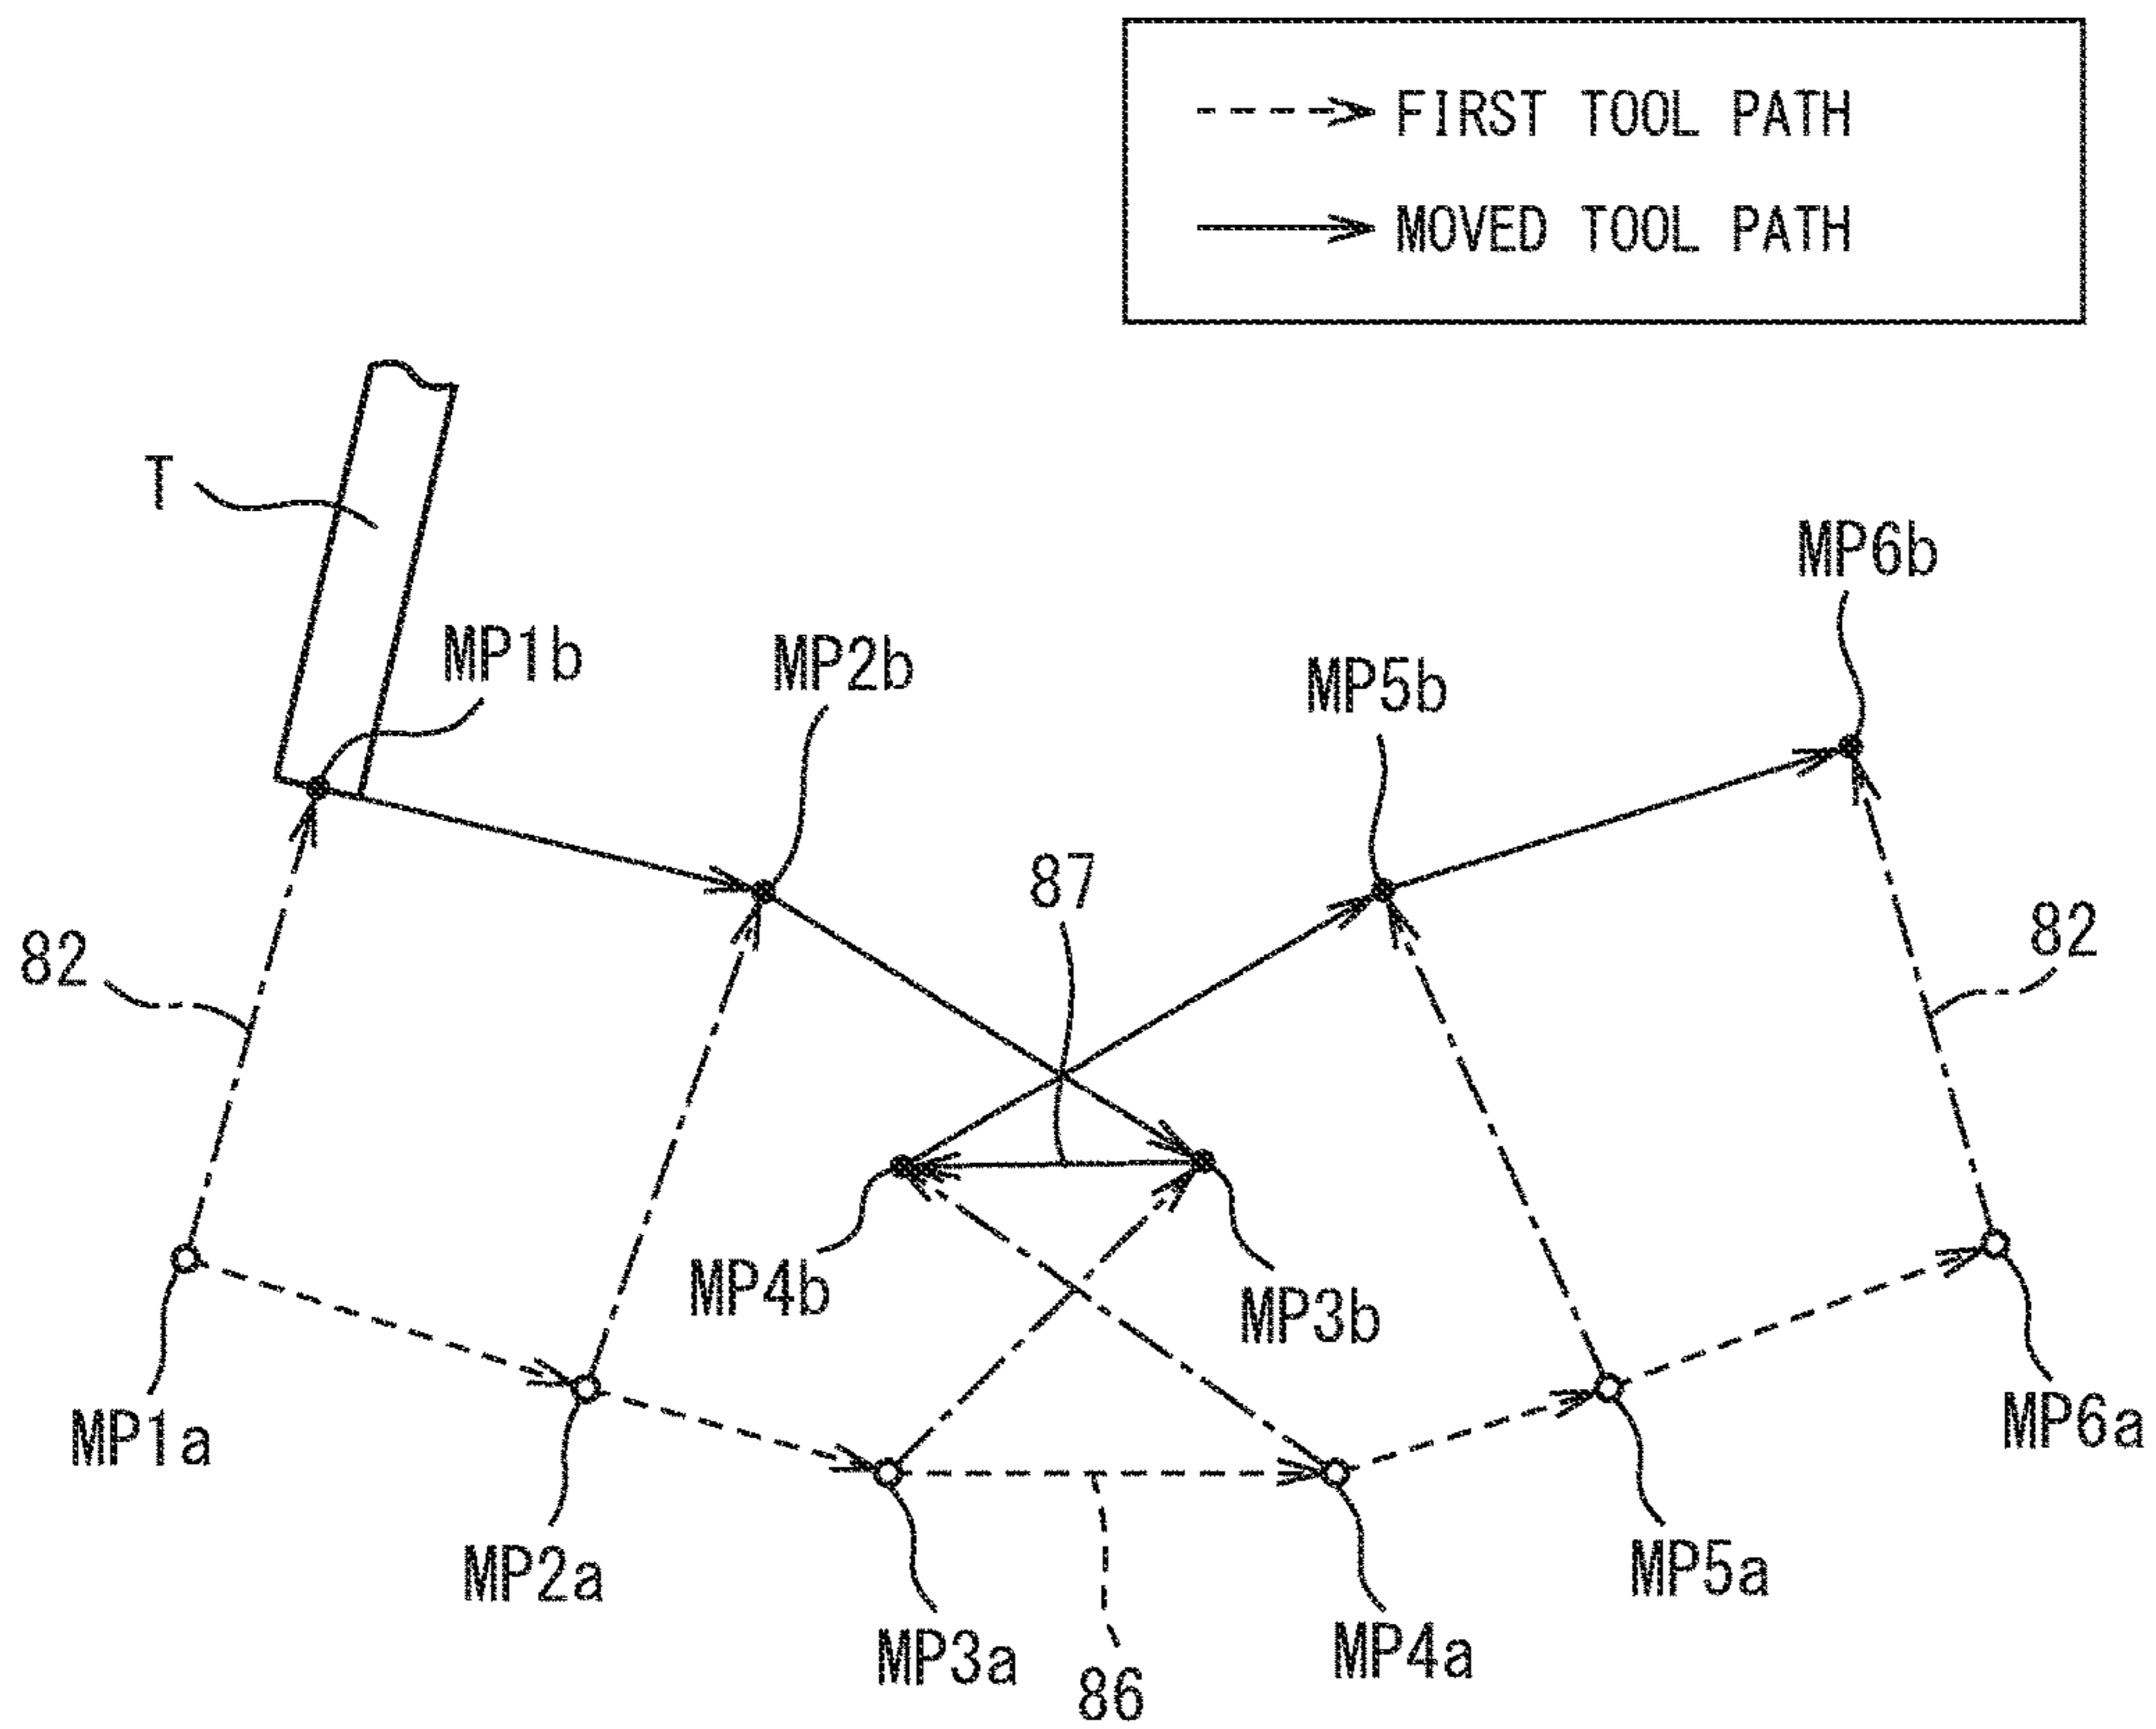 FIRST TOOL PATH
MOVED TOOL PATH
T
MP1b
MP2b
MP5b
MP6b
82
87
82
MP4b
MP3b
MP1a
MP2a
MP3a
86
MP4a
MP5a
MP6a